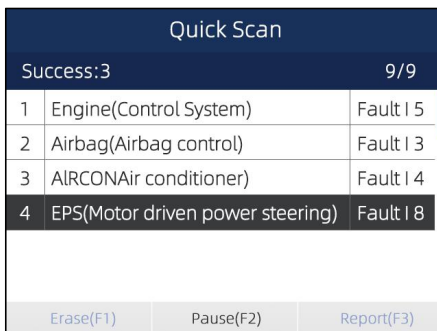 Quick Scan
Success:3 9/9
1 Engine(Control System) Fault I 5
2 Airbag(Airbag control) Fault I 3
3 AlRCONAir conditioner) Fault I 4
4 EPS(Motor driven power steering) Fault I 8
Erase(F1) Pause(F2) Report(F3)